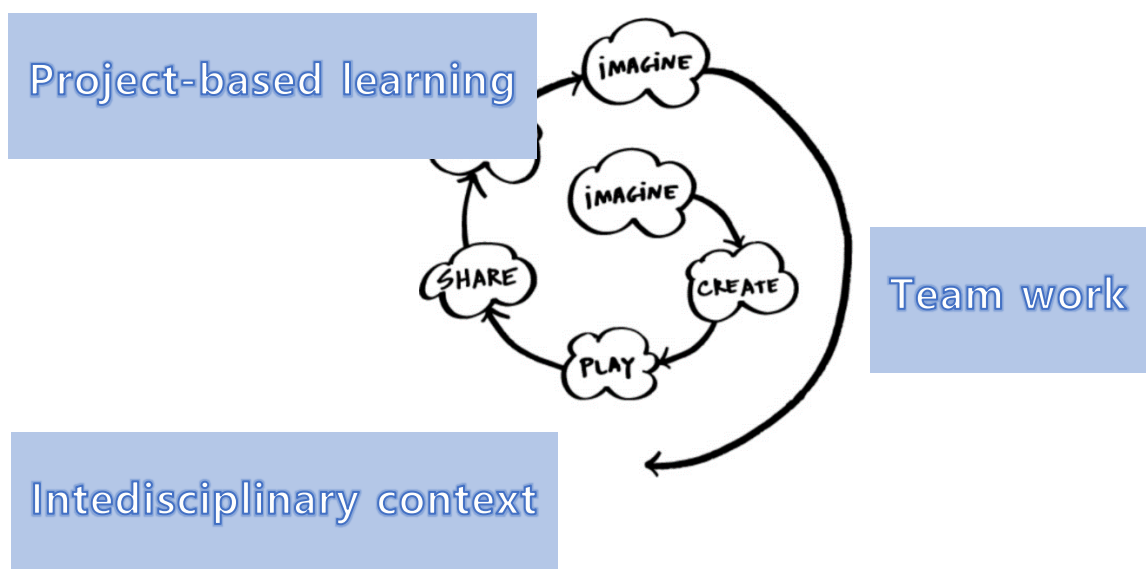 Project-based learning
IMAGINE
IMAGINE
SHARE
CREATE
Team work
PLAY
Intedisciplinary context